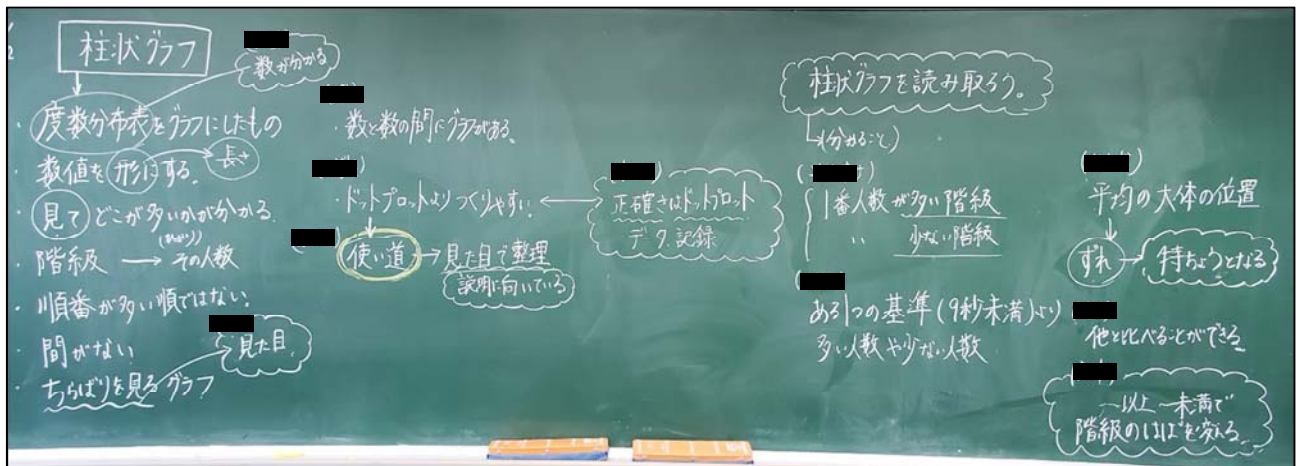 柱状グラフ
数が分かる
・度数分布表をグラフにしたもの
・数値を形にする。
長さ
・見てどこが多いかが分かる。
・階級 → その人数
・順番が多い順ではない。
・間がない
見た目
・ちらばりを見るグラフ
・数と数の間にグラフがある。
・ドットプロットよりつくりやすい。
使い道 → 見た目で整理
説明に向いている
正確さはドットプロット
データ記録
柱状グラフを読み取ろう。
(分かること)
1番人数が多い階級
〃 少ない階級
ある1つの基準(9秒未満)より
多い人数や少ない人数
平均の大体の位置
ずれ → 特ちょうとなる
他と比べることができる
〜以上〜未満で
階級のはばを変える。